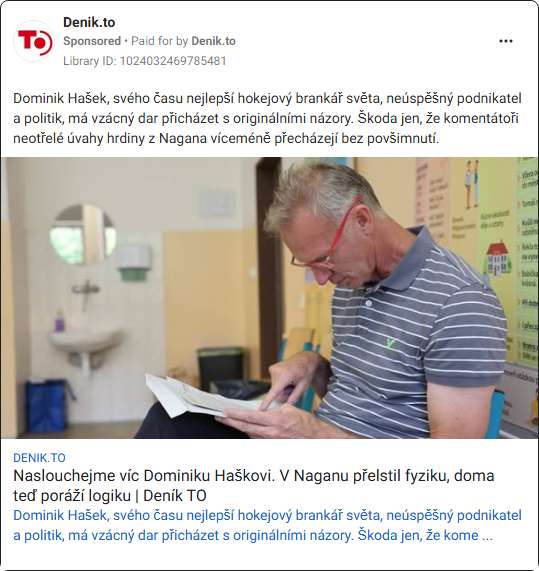 Denik.to
Sponsored • Paid for by Denik.to
Library ID: 1024032469785481
Dominik Hašek, svého času nejlepší hokejový brankář světa, neúspěšný podnikatel
a politik, má vzácný dar přicházet s originálními názory. Škoda jen, že komentátoři
neotřelé úvahy hrdiny z Nagana víceméně přecházejí bez povšimnutí.
TO
DENIK.TO
Naslouchejme víc Dominiku Haškovi. V Naganu přelstil fyziku, doma
teď poráží logiku | Deník TO
Dominik Hašek, svého času nejlepší hokejový brankář světa, neúspěšný podnikatel
a politik, má vzácný dar přicházet s originálními názory. Škoda jen, že kome ...